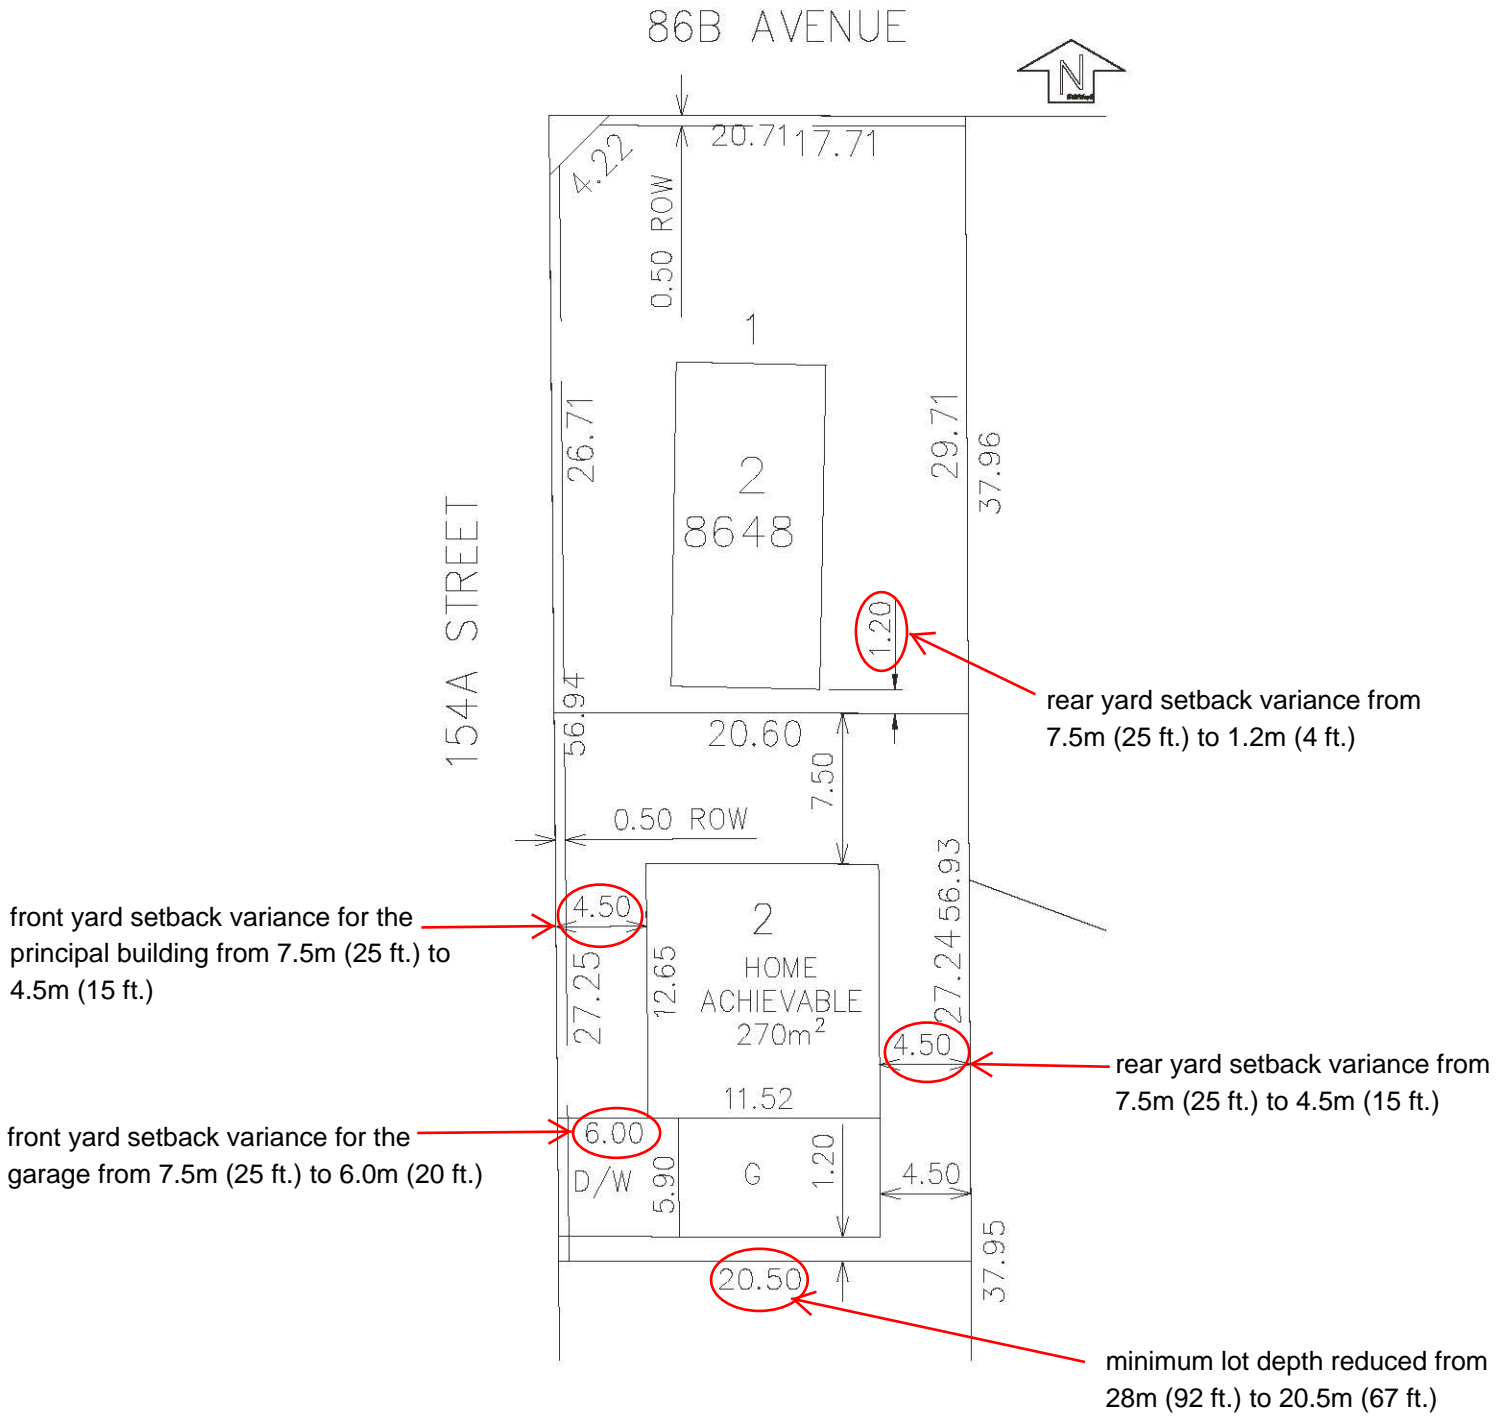 86B AVENUE
N
20.71 17.71
4.22
0.50 ROW
1
26.71
29.71
37.96
2
8648
154A STREET
1.20
rear yard setback variance from
7.5m (25 ft.) to 1.2m (4 ft.)
56.94
20.60
7.50
0.50 ROW
27.24 56.93
front yard setback variance for the
principal building from 7.5m (25 ft.) to
4.5m (15 ft.)
4.50
2
HOME
ACHIEVABLE
270m²
12.65
27.25
4.50
rear yard setback variance from
7.5m (25 ft.) to 4.5m (15 ft.)
11.52
front yard setback variance for the
garage from 7.5m (25 ft.) to 6.0m (20 ft.)
6.00
D/W
5.90
G
1.20
4.50
37.95
20.50
minimum lot depth reduced from
28m (92 ft.) to 20.5m (67 ft.)